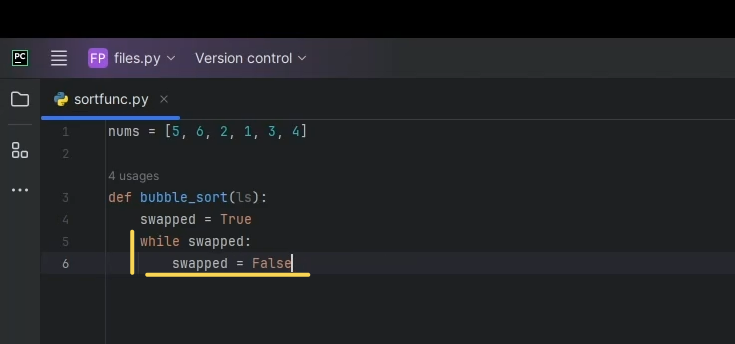 PC
FP files.py Version control
sortfunc.py
1 nums = [5, 6, 2, 1, 3, 4]
2
4 usages
3 def bubble_sort(ls):
4 swapped = True
5 while swapped:
6 swapped = False